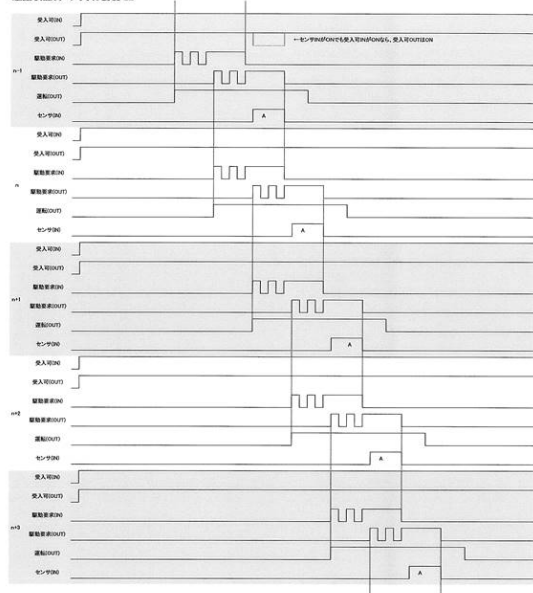 受入可(IN)
受入可(OUT)
←センサINがONでも受入可INがONなら、受入可OUTはON
駆動要求(IN)
n-1
駆動要求(OUT)
運転(OUT)
センサ(IN)
A
受入可(IN)
受入可(OUT)
駆動要求(IN)
n
駆動要求(OUT)
運転(OUT)
センサ(IN)
A
受入可(IN)
受入可(OUT)
駆動要求(IN)
n+1
駆動要求(OUT)
運転(OUT)
センサ(IN)
A
受入可(IN)
受入可(OUT)
駆動要求(IN)
n+2
駆動要求(OUT)
運転(OUT)
センサ(IN)
A
受入可(IN)
受入可(OUT)
駆動要求(IN)
n+3
駆動要求(OUT)
運転(OUT)
センサ(IN)
A